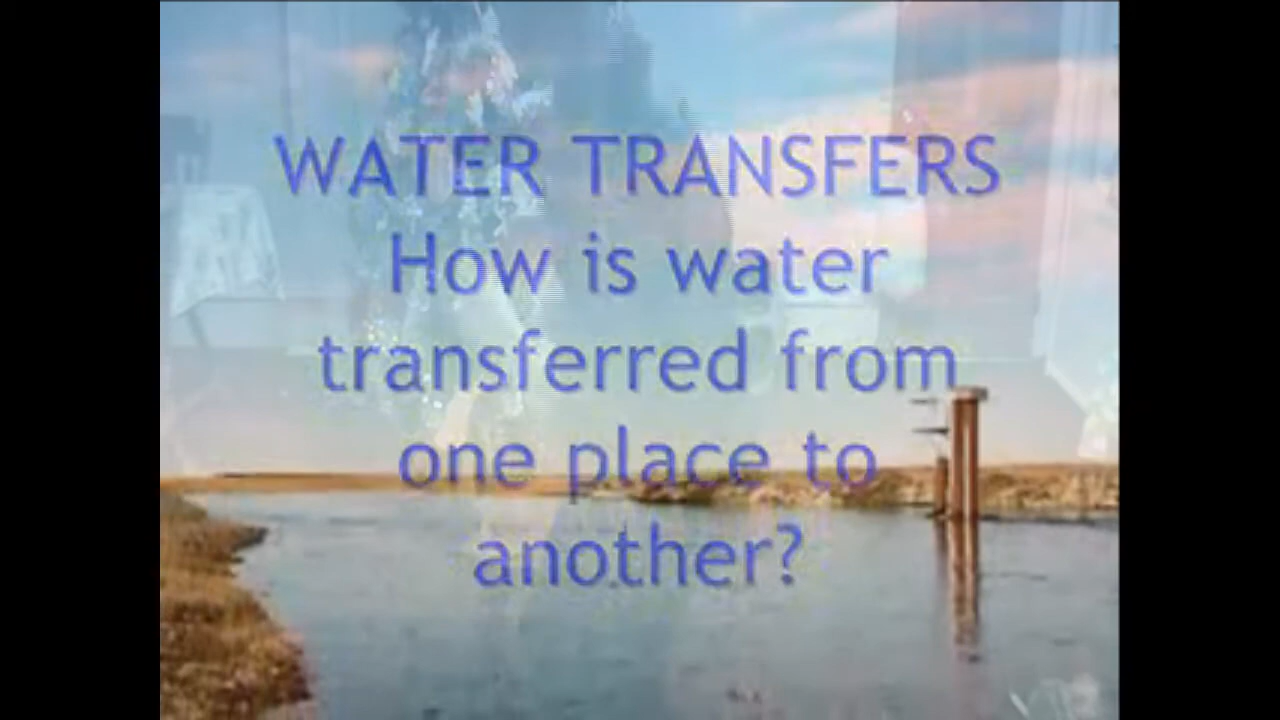 WATER TRANSFERS
How is water
transferred from
one place to
another?